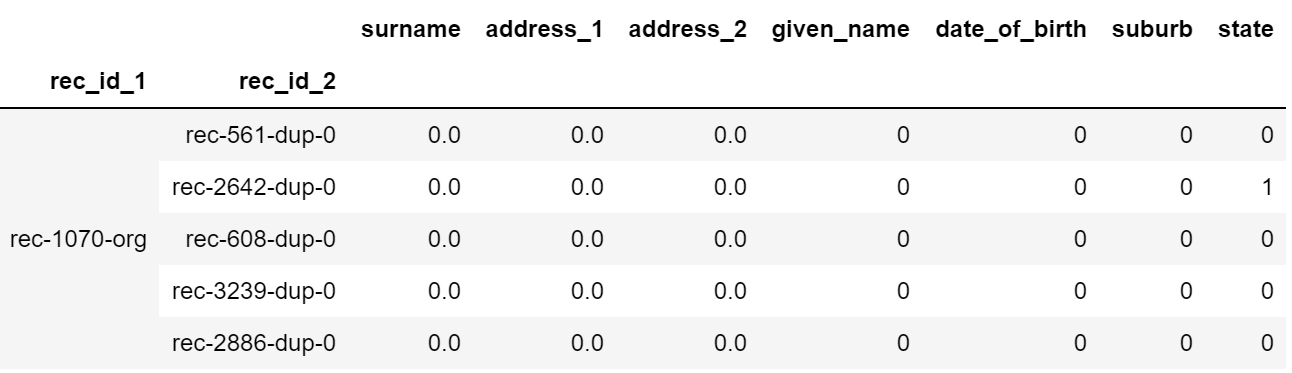 surname address_1 address_2 given_name date_of_birth suburb state
rec_id_1 rec_id_2
rec-561-dup-0 0.0 0.0 0.0 0 0 0 0
rec-2642-dup-0 0.0 0.0 0.0 0 0 0 1
rec-1070-org rec-608-dup-0 0.0 0.0 0.0 0 0 0 0
rec-3239-dup-0 0.0 0.0 0.0 0 0 0 0
rec-2886-dup-0 0.0 0.0 0.0 0 0 0 0